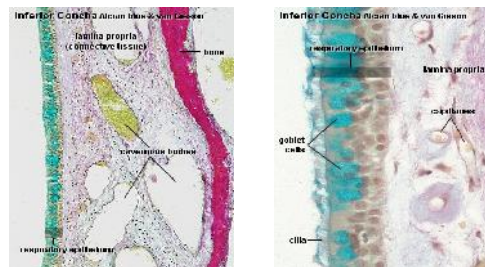 Inferior Concha Alcian blue & van Gieson
lamina propria
(connective tissue)
bone
cavernous bodies
respiratory epithelium
Inferior Concha Alcian blue & van Gieson
respiratory epithelium
lamina propria
capillaries
goblet
cells
cilia